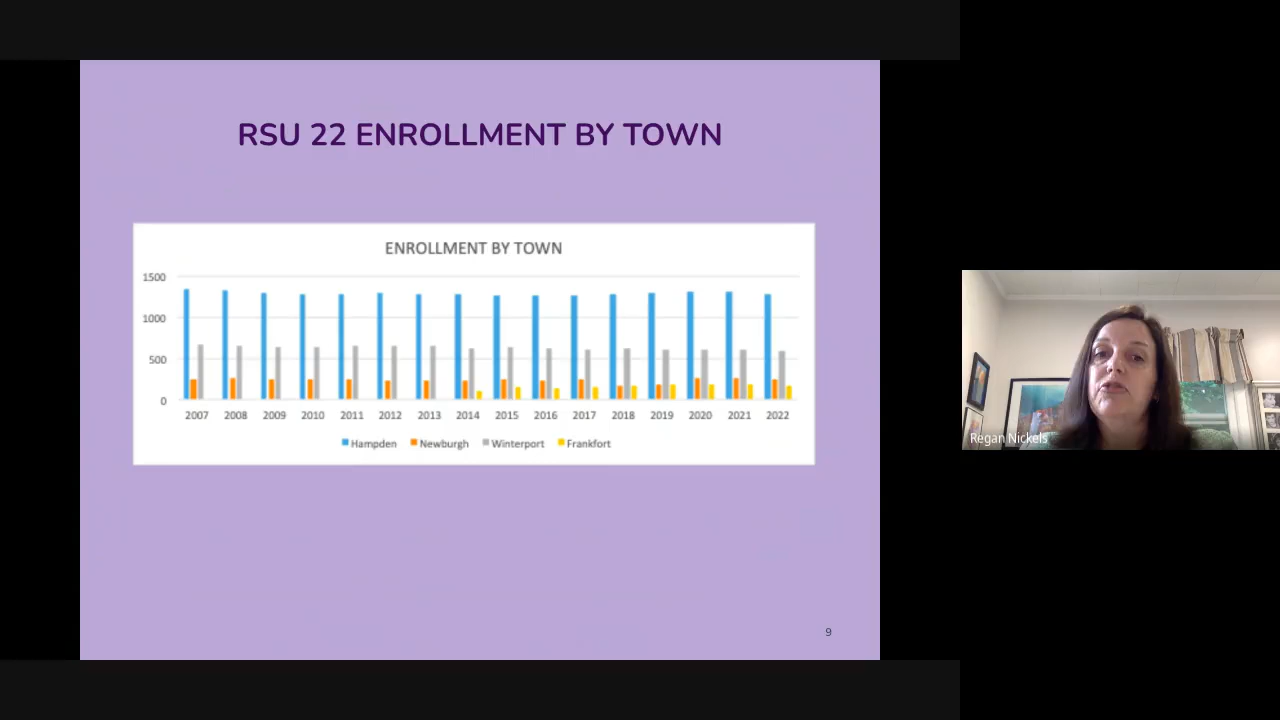 RSU 22 ENROLLMENT BY TOWN
ENROLLMENT BY TOWN
1500
1000
500
0
2007 2008 2009 2010 2011 2012 2013 2014 2015 2016 2017 2018 2019 2020 2021 2022
Hampden Newburgh Winterport Frankfort
9
Regan Nickels